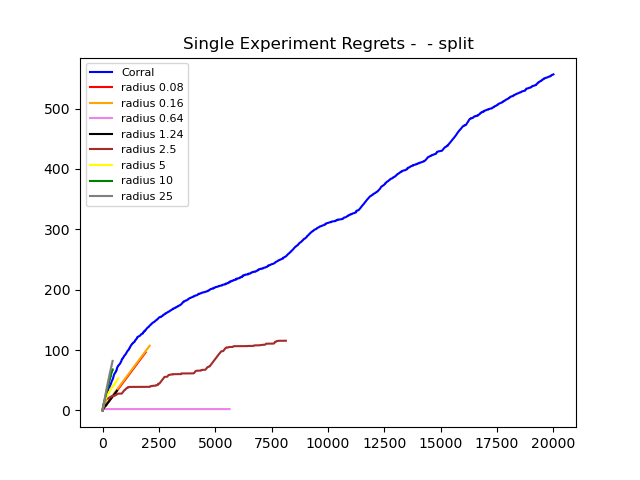 Single Experiment Regrets -  - split
Corral
radius 0.08
radius 0.16
radius 0.64
radius 1.24
radius 2.5
radius 5
radius 10
radius 25
500
400
300
200
100
0
0 2500 5000 7500 10000 12500 15000 17500 20000